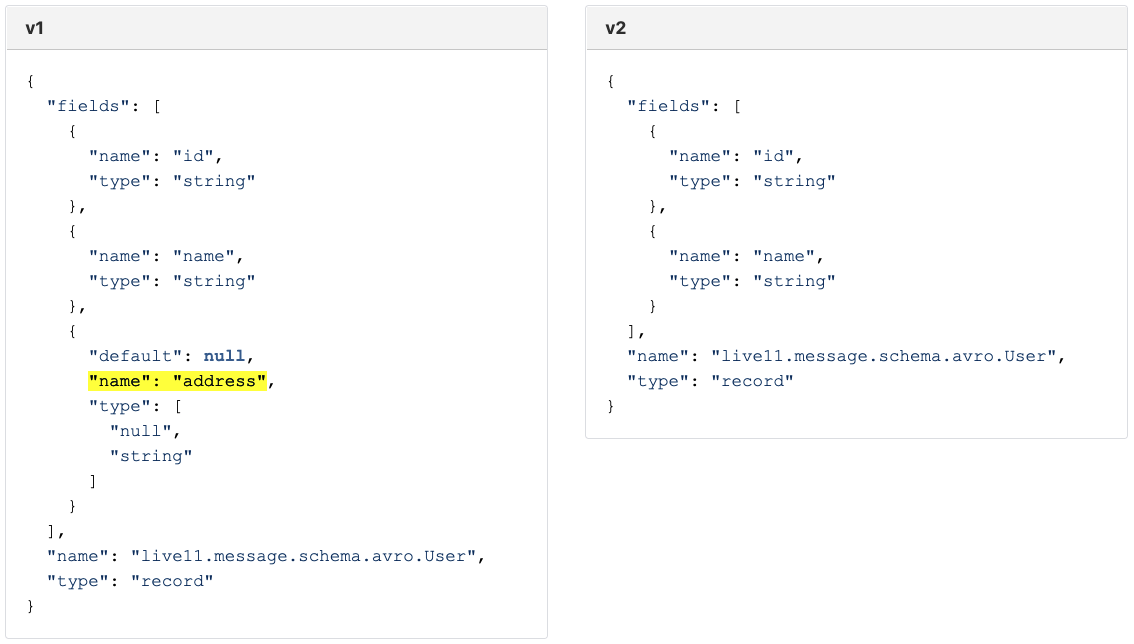 v1
{
  "fields": [
    {
      "name": "id",
      "type": "string"
    },
    {
      "name": "name",
      "type": "string"
    },
    {
      "default": null,
      "name": "address",
      "type": [
        "null",
        "string"
      ]
    }
  ],
  "name": "live11.message.schema.avro.User",
  "type": "record"
}
v2
{
  "fields": [
    {
      "name": "id",
      "type": "string"
    },
    {
      "name": "name",
      "type": "string"
    }
  ],
  "name": "live11.message.schema.avro.User",
  "type": "record"
}